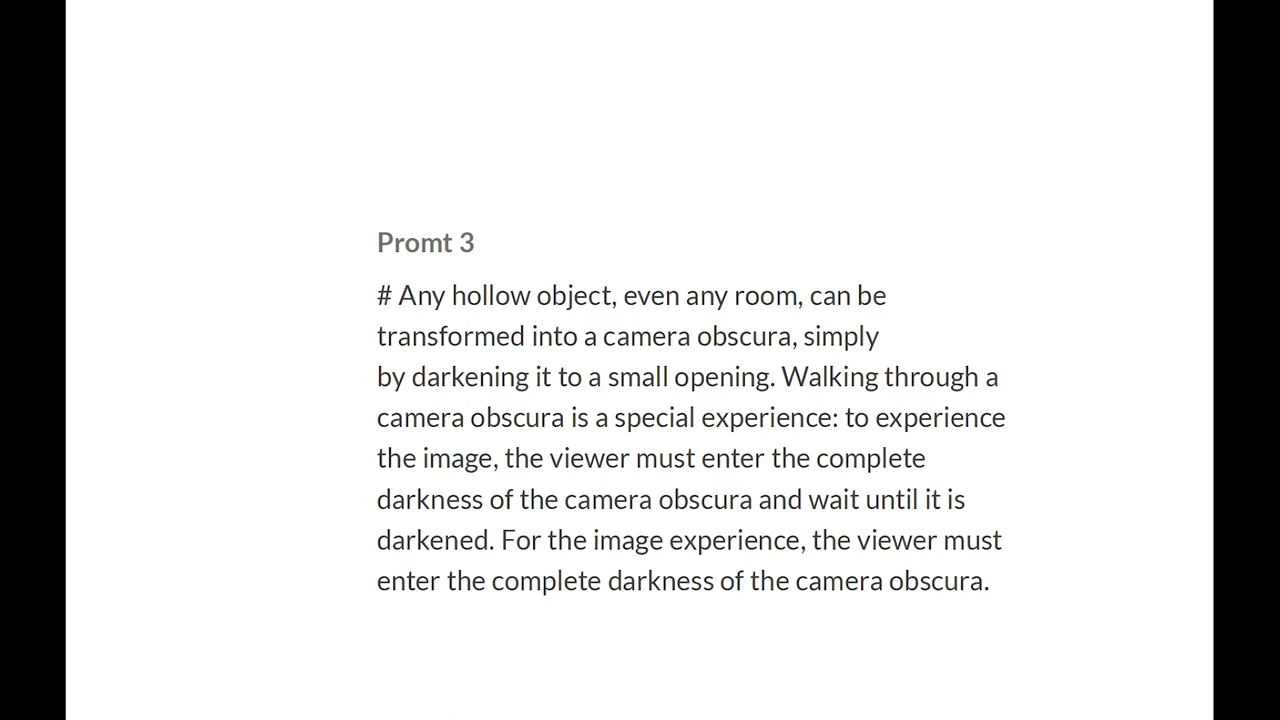 Promt 3
# Any hollow object, even any room, can be
transformed into a camera obscura, simply
by darkening it to a small opening. Walking through a
camera obscura is a special experience: to experience
the image, the viewer must enter the complete
darkness of the camera obscura and wait until it is
darkened. For the image experience, the viewer must
enter the complete darkness of the camera obscura.